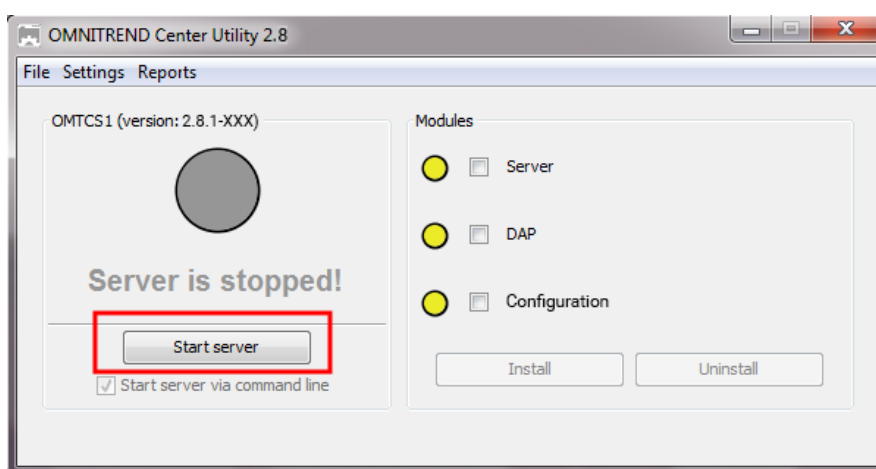 OMNITREND Center Utility 2.8
File Settings Reports
OMTCS1 (version: 2.8.1-XXX)
Server is stopped!
Start server
Start server via command line
Modules
Server
DAP
Configuration
Install Uninstall